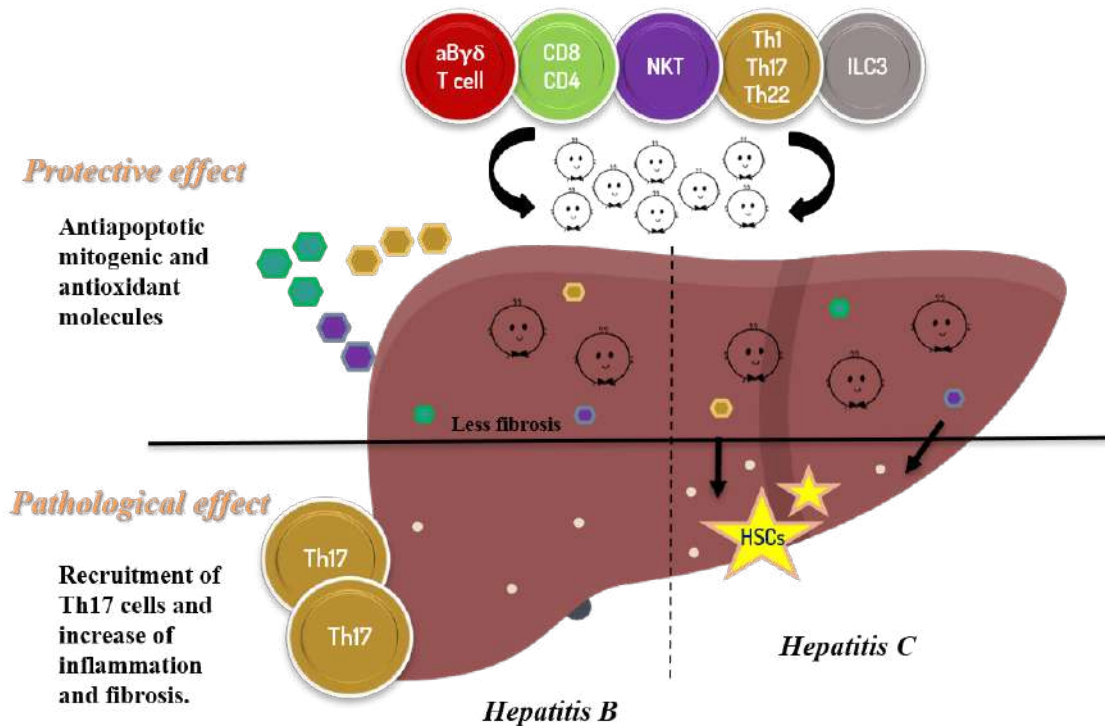 aBγδ
T cell
CD8
CD4
NKT
Th1
Th17
Th22
ILC3
Protective effect
Antiapoptotic
mitogenic and
antioxidant
molecules
Less fibrosis
Pathological effect
Recruitment of
Th17 cells and
increase of
inflammation
and fibrosis.
Th17
Th17
HSCs
Hepatitis C
Hepatitis B